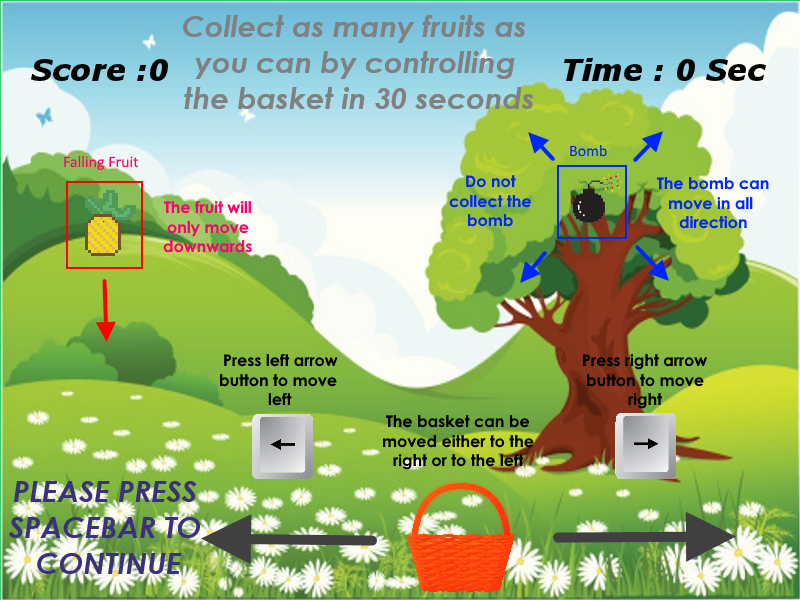 Collect as many fruits as
you can by controlling
the basket in 30 seconds
Score :0
Time : 0 Sec
Falling Fruit
The fruit will
only move
downwards
Bomb
Do not
collect the
bomb
The bomb can
move in all
direction
Press left arrow
button to move
left
Press right arrow
button to move
right
The basket can be
moved either to the
right or to the left
PLEASE PRESS
SPACEBAR TO
CONTINUE